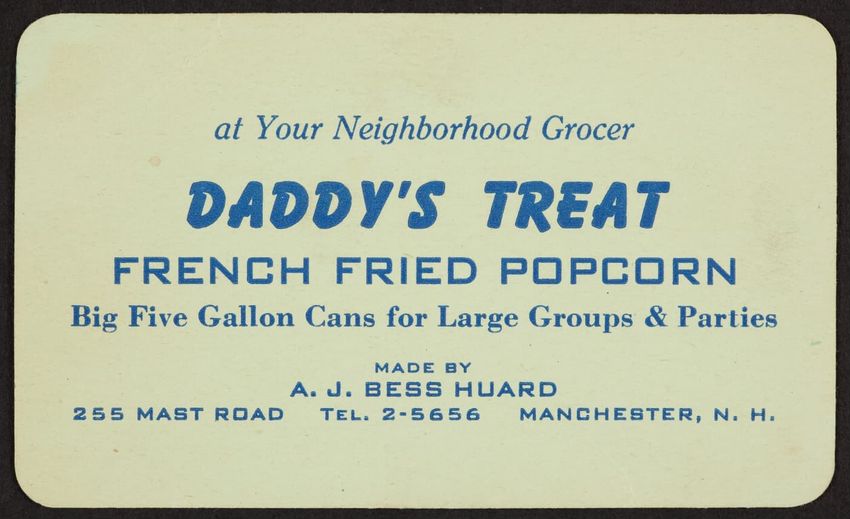 at Your Neighborhood Grocer
DADDY'S TREAT
FRENCH FRIED POPCORN
Big Five Gallon Cans for Large Groups & Parties
MADE BY
A. J. BESS HUARD
255 MAST ROAD TEL. 2-5656 MANCHESTER, N. H.